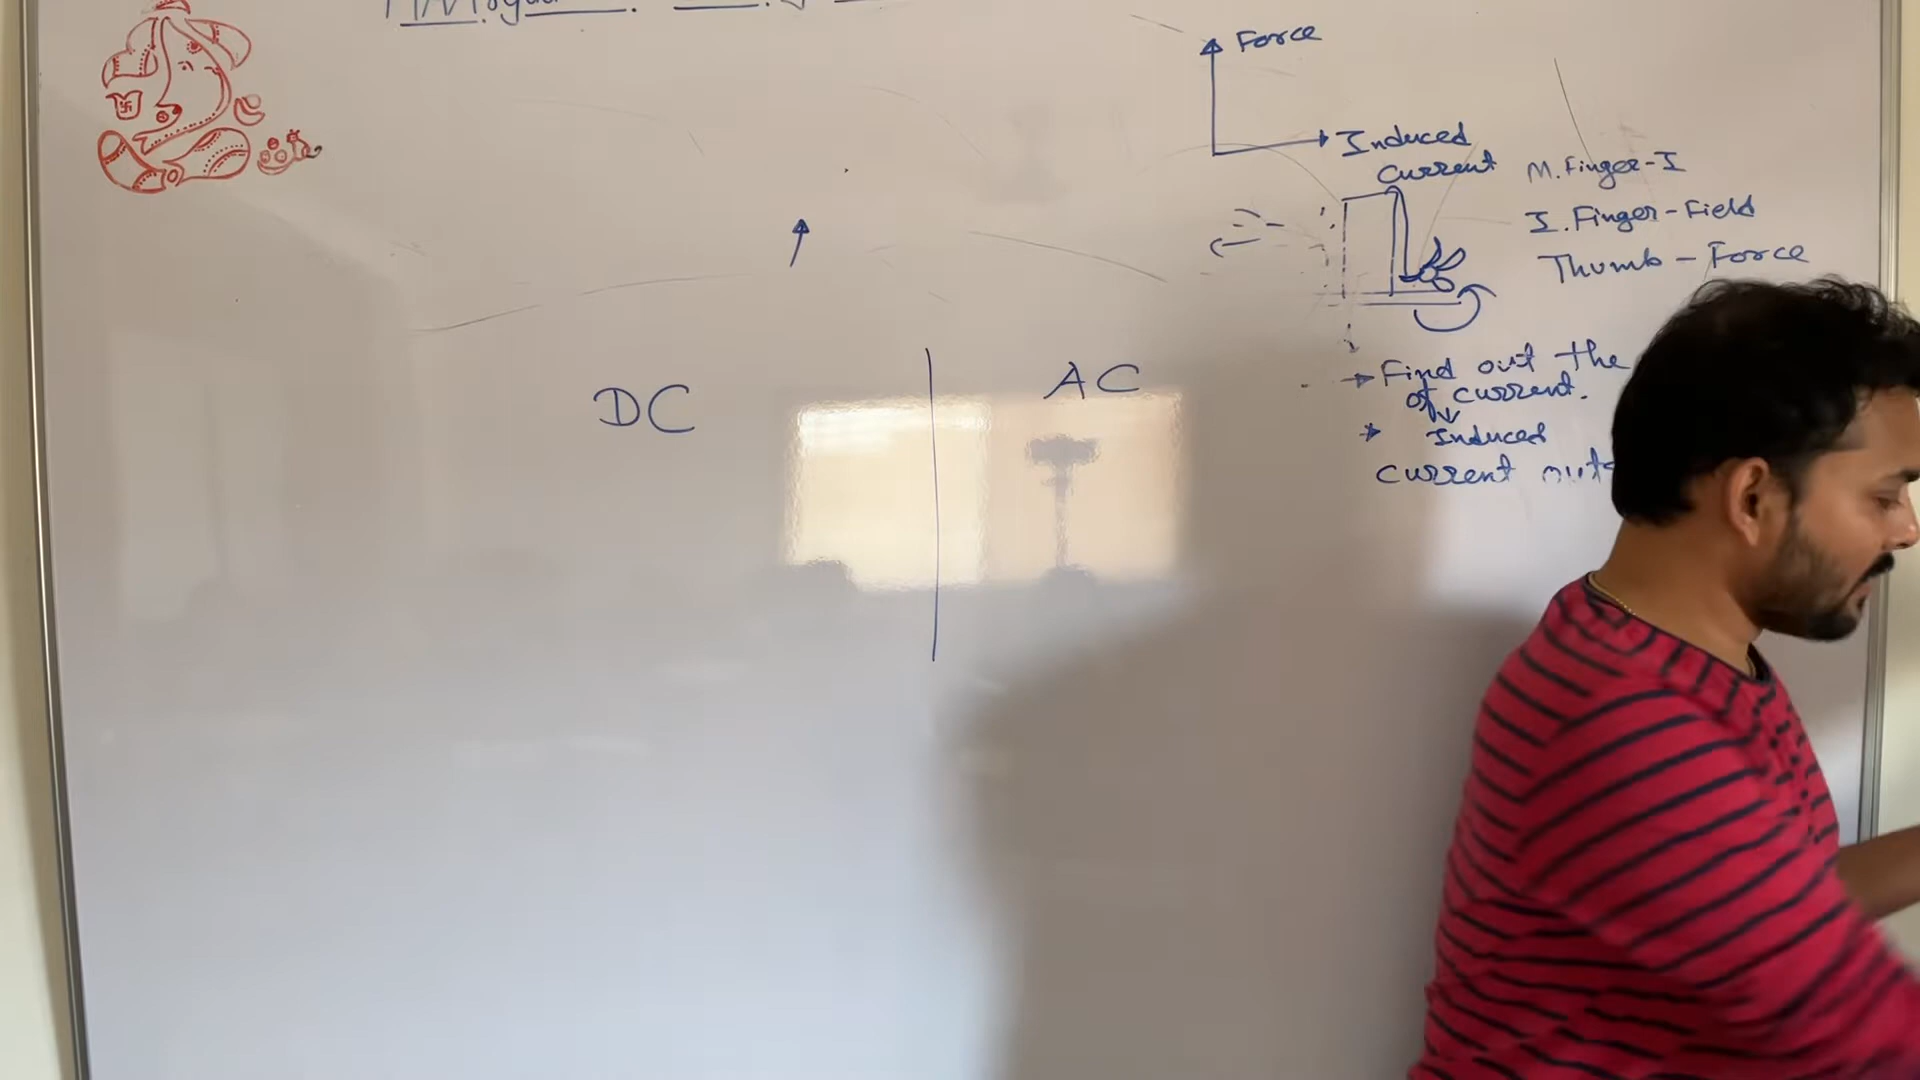 Force
Induced
Current
M. Finger-I
I. Finger-Field
Thumb - Force
DC
AC
→ Find out the
of current.
Induced
current